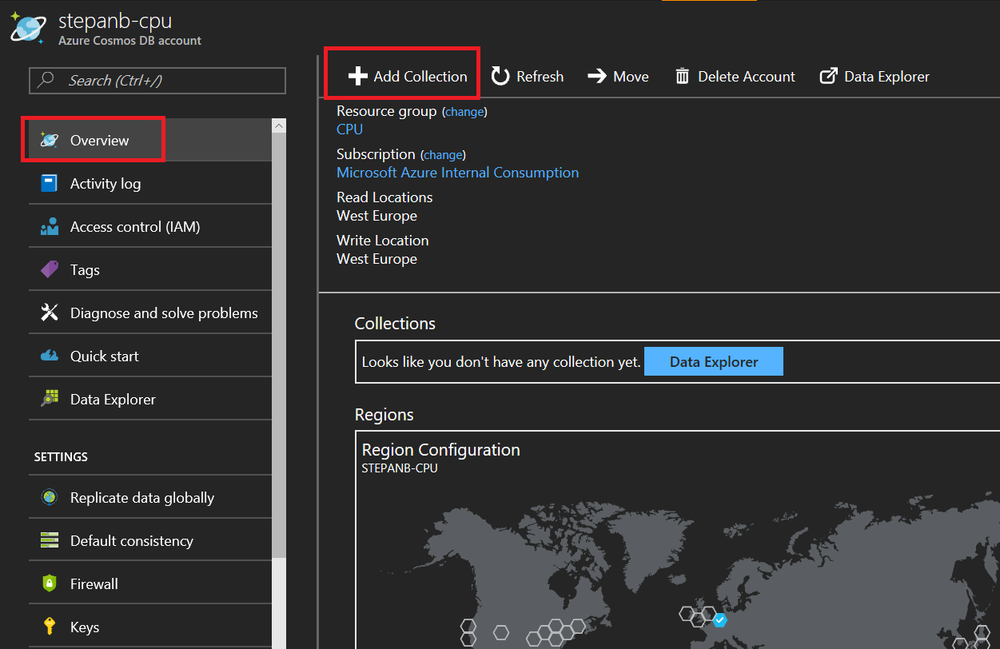 stepanb-cpu
Azure Cosmos DB account
Search (Ctrl+/)
Overview
Activity log
Access control (IAM)
Tags
Diagnose and solve problems
Quick start
Data Explorer
SETTINGS
Replicate data globally
Default consistency
Firewall
Keys
Add Collection Refresh Move Delete Account Data Explorer
Resource group (change)
CPU
Subscription (change)
Microsoft Azure Internal Consumption
Read Locations
West Europe
Write Location
West Europe
Collections
Looks like you don't have any collection yet. Data Explorer
Regions
Region Configuration
STEPANB-CPU